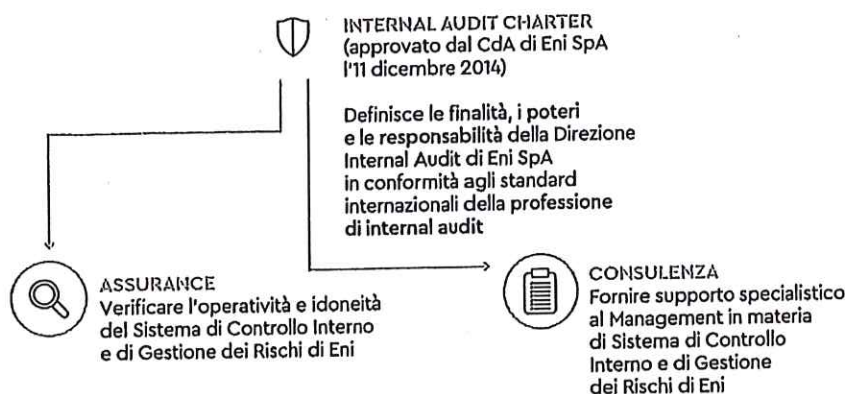 INTERNAL AUDIT CHARTER
(approvato dal CdA di Eni SpA
l'11 dicembre 2014)
Definisce le finalità, i poteri
e le responsabilità della Direzione
Internal Audit di Eni SpA
in conformità agli standard
internazionali della professione
di internal audit
ASSURANCE
Verificare l'operatività e idoneità
del Sistema di Controllo Interno
e di Gestione dei Rischi di Eni
CONSULENZA
Fornire supporto specialistico
al Management in materia
di Sistema di Controllo
Interno e di Gestione
dei Rischi di Eni